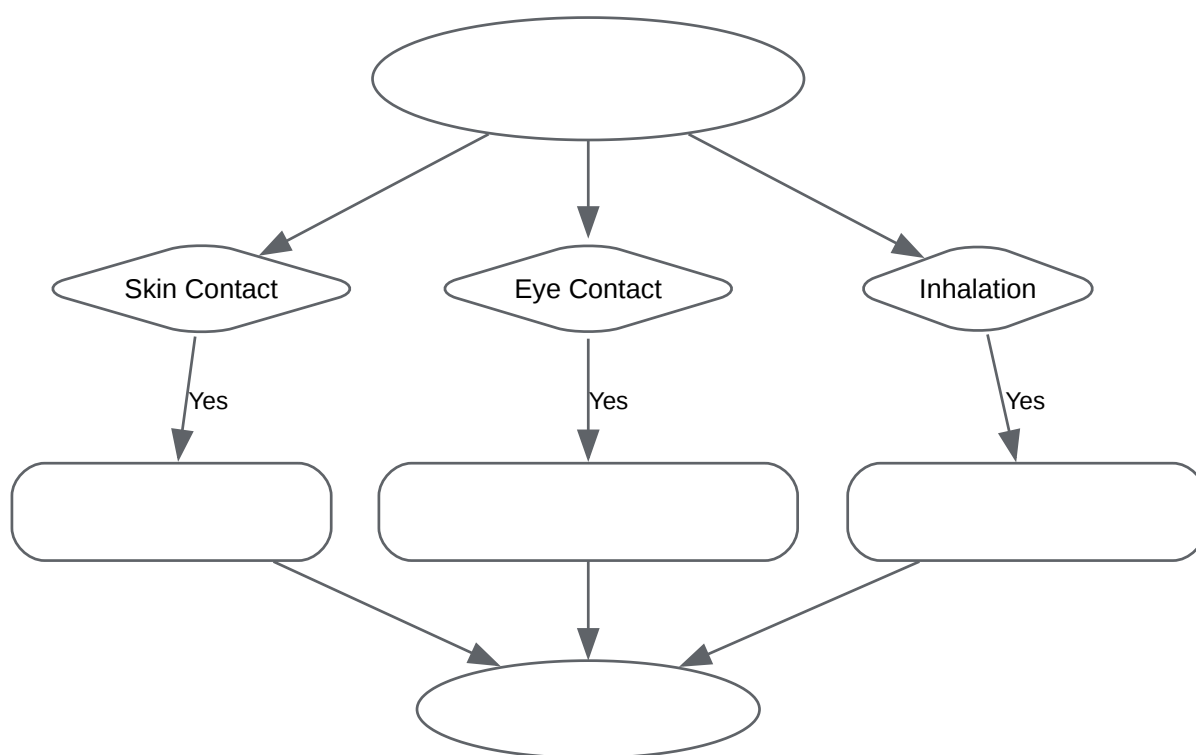 Skin Contact
Eye Contact
Inhalation
Yes
Yes
Yes